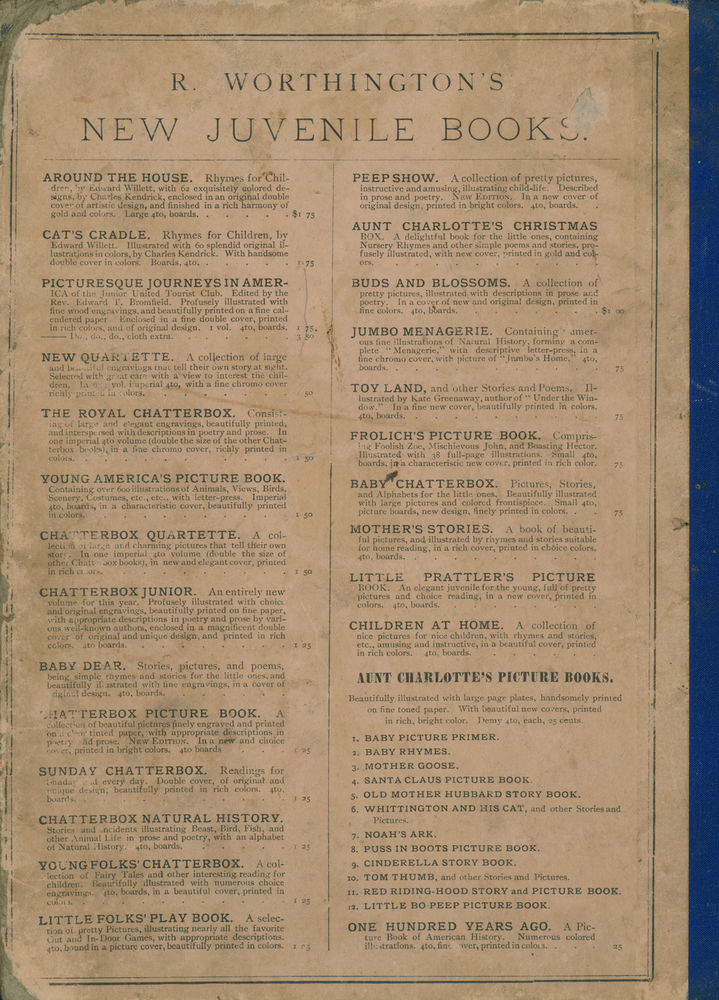 R. WORTHINGTON'S
NEW JUVENILE BOOKS.
AROUND THE HOUSE. Rhymes for Chil-
dren, by Edward Willett, with 62 exquisitely colored de-
signs, by Charles Kendrick, enclosed in an original double
cover of artistic design, and finished in a rich harmony of
gold and colors. Large 4to, boards. . . . . . $1 75
CAT'S CRADLE. Rhymes for Children, by
Edward Willett. Illustrated with 60 splendid original il-
lustrations in colors, by Charles Kendrick. With handsome
double cover in colors. Boards, 4to. . . . . 1 75
PICTURESQUE JOURNEYS IN AMER-
ICA of the Junior United Tourist Club. Edited by the
Rev. Edward T. Bromfield. Profusely illustrated with
fine wood engravings, and beautifully printed on a fine cal-
endered paper Enclosed in a fine double cover, printed
in rich colors, and of original design. 1 vol. 4to, boards. 1 75
—— Do., do., do., cloth extra. . . . . .
NEW QUARTETTE. A collection of large
and beautiful engravings that tell their own story at sight.
Selected with great care with a view to interest the chil-
dren. In vol. imperial 4to, with a fine chromo cover
richly printed in colors. . . . . . 50
THE ROYAL CHATTERBOX. Consist-
ing of large and elegant engravings, beautifully printed,
and interspersed with descriptions in poetry and prose. In
one imperial 4to volume (double the size of the other Chat-
terbox books), in a fine chromo cover, richly printed in
colors. . . . . . . . 1 50
YOUNG AMERICA'S PICTURE BOOK.
Containing over 600 illustrations of Animals, Views, Birds,
Scenery, Costumes, etc., etc., with letter-press. Imperial
4to, boards, in a characteristic cover, beautifully printed
in colors. . . . . . . . 1 50
CHATTERBOX QUARTETTE. A col-
lection of large and charming pictures that tell their own
story. In one imperial 4to volume (double the size of
other Chatterbox books), in new and elegant cover, printed
in rich colors. . . . . . . 1 50
CHATTERBOX JUNIOR. An entirely new
volume for this year. Profusely illustrated with choice
and original engravings, beautifully printed on fine paper,
with appropriate descriptions in poetry and prose by vari-
ous well-known authors, enclosed in a magnificent double
cover of original and unique design, and printed in rich
colors. 4to boards. . . . . . . 1 25
BABY DEAR. Stories, pictures, and poems,
being simple rhymes and stories for the little ones, and
beautifully illustrated with fine engravings, in a cover of
original design. 4to, boards.
CHATTERBOX PICTURE BOOK. A
collection of beautiful pictures finely engraved and printed
on tinted paper, with appropriate descriptions in
poetry and prose. NEW EDITION. In a new and choice
cover, printed in bright colors. 4to boards . . . 1 25
SUNDAY CHATTERBOX. Readings for
Sunday and every day. Double cover, of original and
unique design; beautifully printed in rich colors. 4to.
boards. . . . . . . . 1 25
CHATTERBOX NATURAL HISTORY.
Stories and incidents illustrating Beast, Bird, Fish, and
other Animal Life in prose and poetry, with an alphabet
of Natural History. 4to, boards. . . . . 1 25
YOUNG FOLKS' CHATTERBOX. A col-
lection of Fairy Tales and other interesting reading for
children. Beautifully illustrated with numerous choice
engravings. 4to, boards, in a beautiful cover, printed in
colors. . . . . . . . 1 25
LITTLE FOLKS' PLAY BOOK. A selec-
tion of pretty Pictures, illustrating nearly all the favorite
Out and In-Door Games, with appropriate descriptions.
4to, bound in a picture cover, beautifully printed in colors. 1 25
PEEP SHOW. A collection of pretty pictures,
instructive and amusing, illustrating child-life. Described
in prose and poetry. NEW EDITION. In a new cover of
original design, printed in bright colors. 4to, boards. .
AUNT CHARLOTTE'S CHRISTMAS
BOX. A delightful book for the little ones, containing
Nursery Rhymes and other simple poems and stories, pro-
fusely illustrated, with new cover, printed in gold and col-
ors. . . . . . . .
BUDS AND BLOSSOMS. A collection of
pretty pictures, illustrated with descriptions in prose and
poetry. In a cover of new and original design, printed in
fine colors. 4to, boards. . . . . . $1 00
JUMBO MENAGERIE. Containing amer-
ous fine illustrations of Natural History, forming a com-
plete "Menagerie," with descriptive letter-press, in a
fine chromo cover, with picture of "Jumbo's Home," 4to,
boards. . . . . . . . 75
TOY LAND, and other Stories and Poems. Il-
lustrated by Kate Greenaway, author of "Under the Win-
dow." In a fine new cover, beautifully printed in colors.
4to, boards. . . . . . . 75
FROLICH'S PICTURE BOOK. Compris-
ing Foolish Zoe, Mischievous John, and Boasting Hector.
Illustrated with 38 full-page illustrations. Small 4to,
boards, in a characteristic new cover, printed in rich color. 75
BABY CHATTERBOX. Pictures, Stories,
and Alphabets for the little ones. Beautifully illustrated
with large pictures and colored frontispiece. Small 4to,
picture boards, new design, finely printed in colors. . . 75
MOTHER'S STORIES. A book of beauti-
ful pictures, and illustrated by rhymes and stories suitable
for home reading, in a rich cover, printed in choice colors.
4to, boards. . . . . . .
LITTLE PRATTLER'S PICTURE
BOOK. An elegant juvenile for the young, full of pretty
pictures and choice reading, in a new cover, printed in
colors. 4to, boards. . . . . .
CHILDREN AT HOME. A collection of
nice pictures for nice children, with rhymes and stories,
etc., amusing and instructive, in a beautiful cover, printed
in rich colors. 4to, boards. . . . . .
AUNT CHARLOTTE'S PICTURE BOOKS.
Beautifully illustrated with large page plates, handsomely printed
on fine toned paper. With beautiful new covers, printed
in rich, bright color. Demy 4to, each, 25 cents.
1. BABY PICTURE PRIMER.
2. BABY RHYMES.
3. MOTHER GOOSE.
4. SANTA CLAUS PICTURE BOOK.
5. OLD MOTHER HUBBARD STORY BOOK.
6. WHITTINGTON AND HIS CAT, and other Stories and
Pictures.
7. NOAH'S ARK.
8. PUSS IN BOOTS PICTURE BOOK.
9. CINDERELLA STORY BOOK.
10. TOM THUMB, and other Stories and Pictures.
11. RED RIDING-HOOD STORY and PICTURE BOOK.
12. LITTLE BO PEEP PICTURE BOOK.
ONE HUNDRED YEARS AGO. A Pic-
ture Book of American History. Numerous colored
illustrations. 4to, fine cover, printed in colors. . . . 25